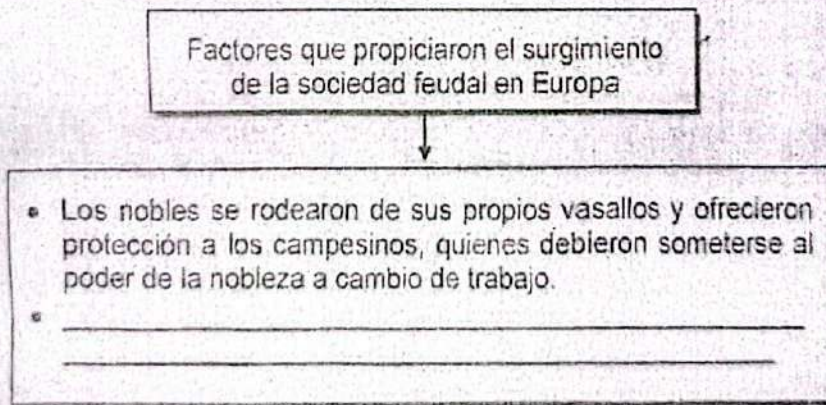 Factores que propiciaron el surgimiento
de la sociedad feudal en Europa
• Los nobles se rodearon de sus propios vasallos y ofrecieron
protección a los campesinos, quienes debieron someterse al
poder de la nobleza a cambio de trabajo.
•